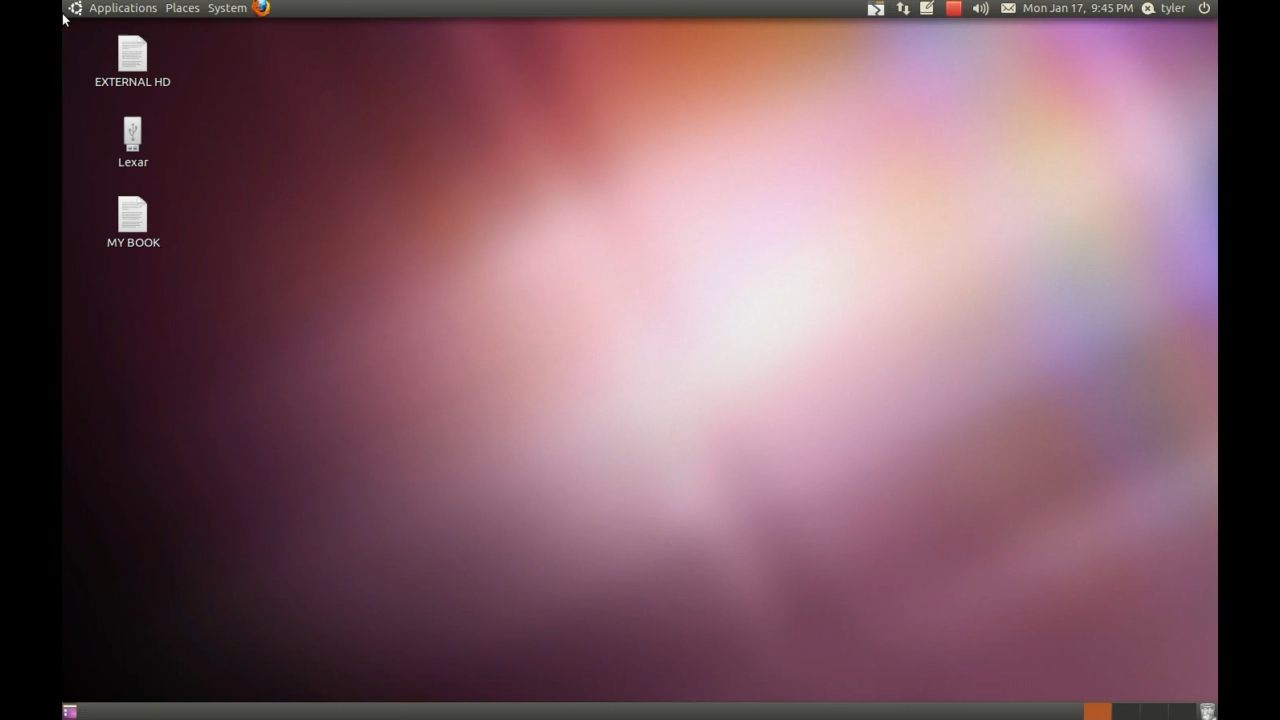 Applications Places System Mon Jan 17, 9:45 PM tyler
EXTERNAL HD
Lexar
MY BOOK